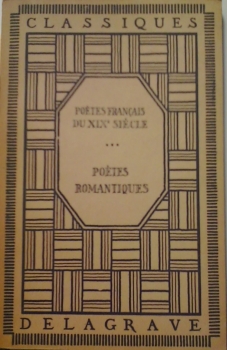 CLASSIQUES
POÈTES FRANÇAIS
DU XIXe SIÈCLE
***
POÈTES
ROMANTIQUES
DELAGRAVE